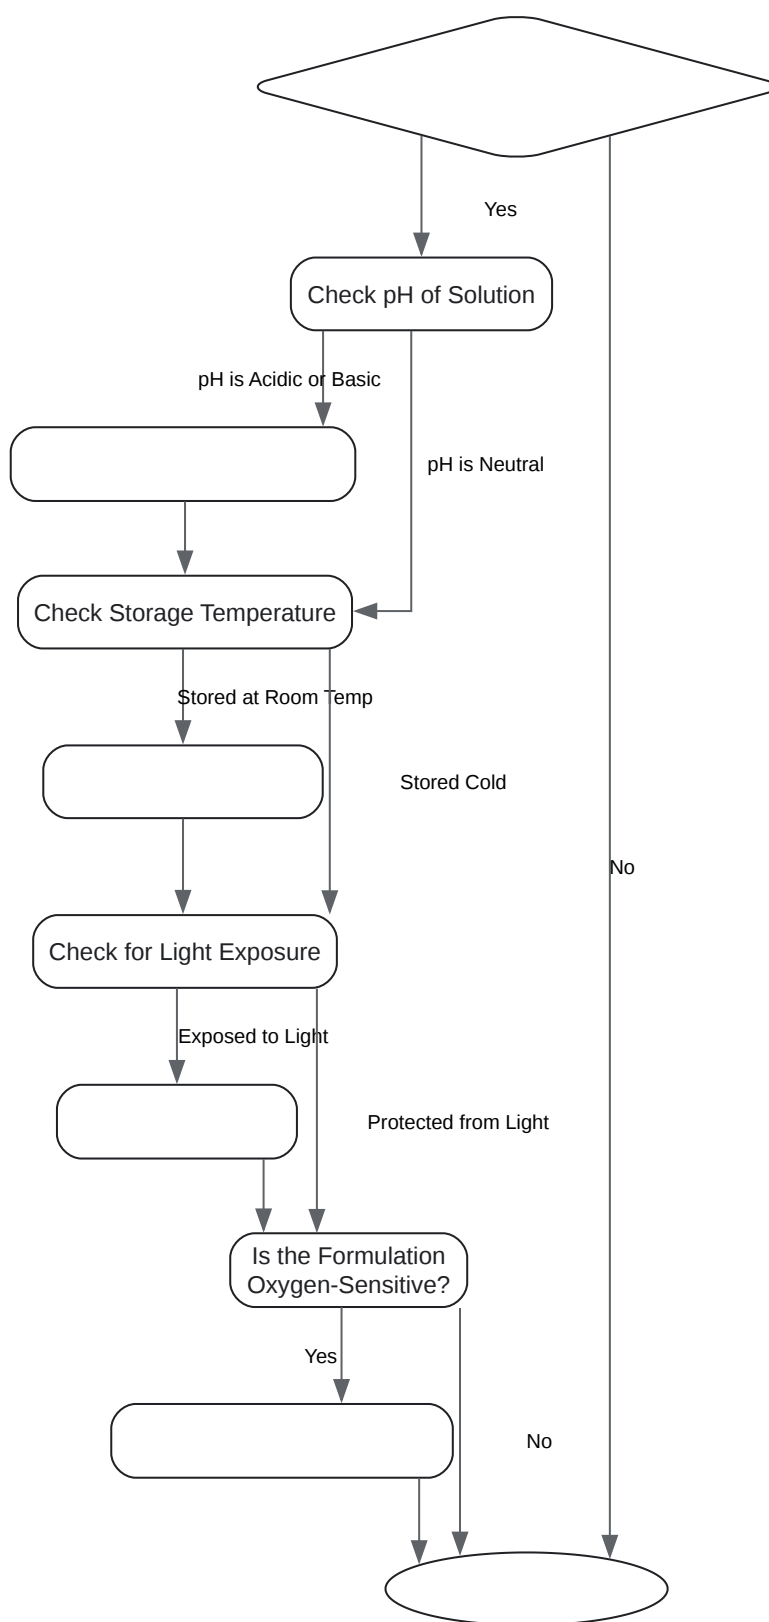 Yes
Check pH of Solution
pH is Acidic or Basic
pH is Neutral
Check Storage Temperature
Stored at Room Temp
Stored Cold
No
Check for Light Exposure
Exposed to Light
Protected from Light
Is the Formulation
Oxygen-Sensitive?
Yes
No